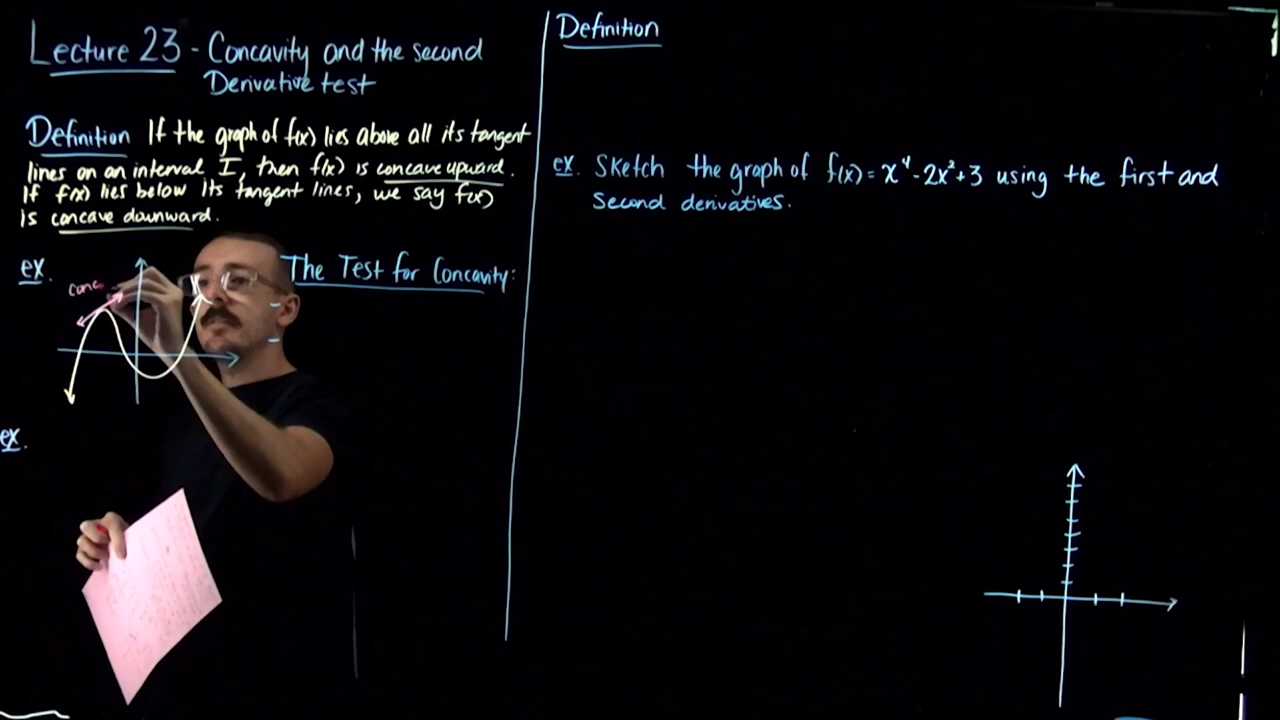 Lecture 23 - Concavity and the second
Derivative test
Definition If the graph of f(x) lies above all its tangent
lines on an interval I, then f(x) is concave upward.
If f(x) lies below its tangent lines, we say f(x)
is concave downward.
ex.
conc
The Test for Concavity:
ex.
Definition
ex. Sketch the graph of f(x) = x⁴ - 2x² + 3 using the first and
second derivatives.